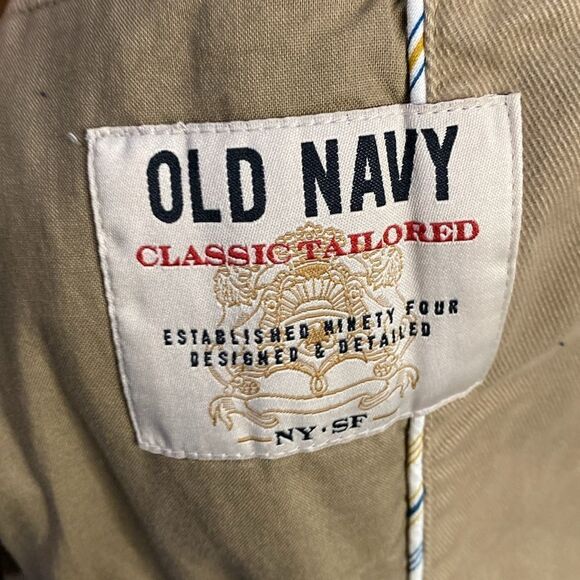 OLD NAVY
CLASSIC TAILORED
ESTABLISHED NINETY FOUR
DESIGNED & DETAILED
NY·SF